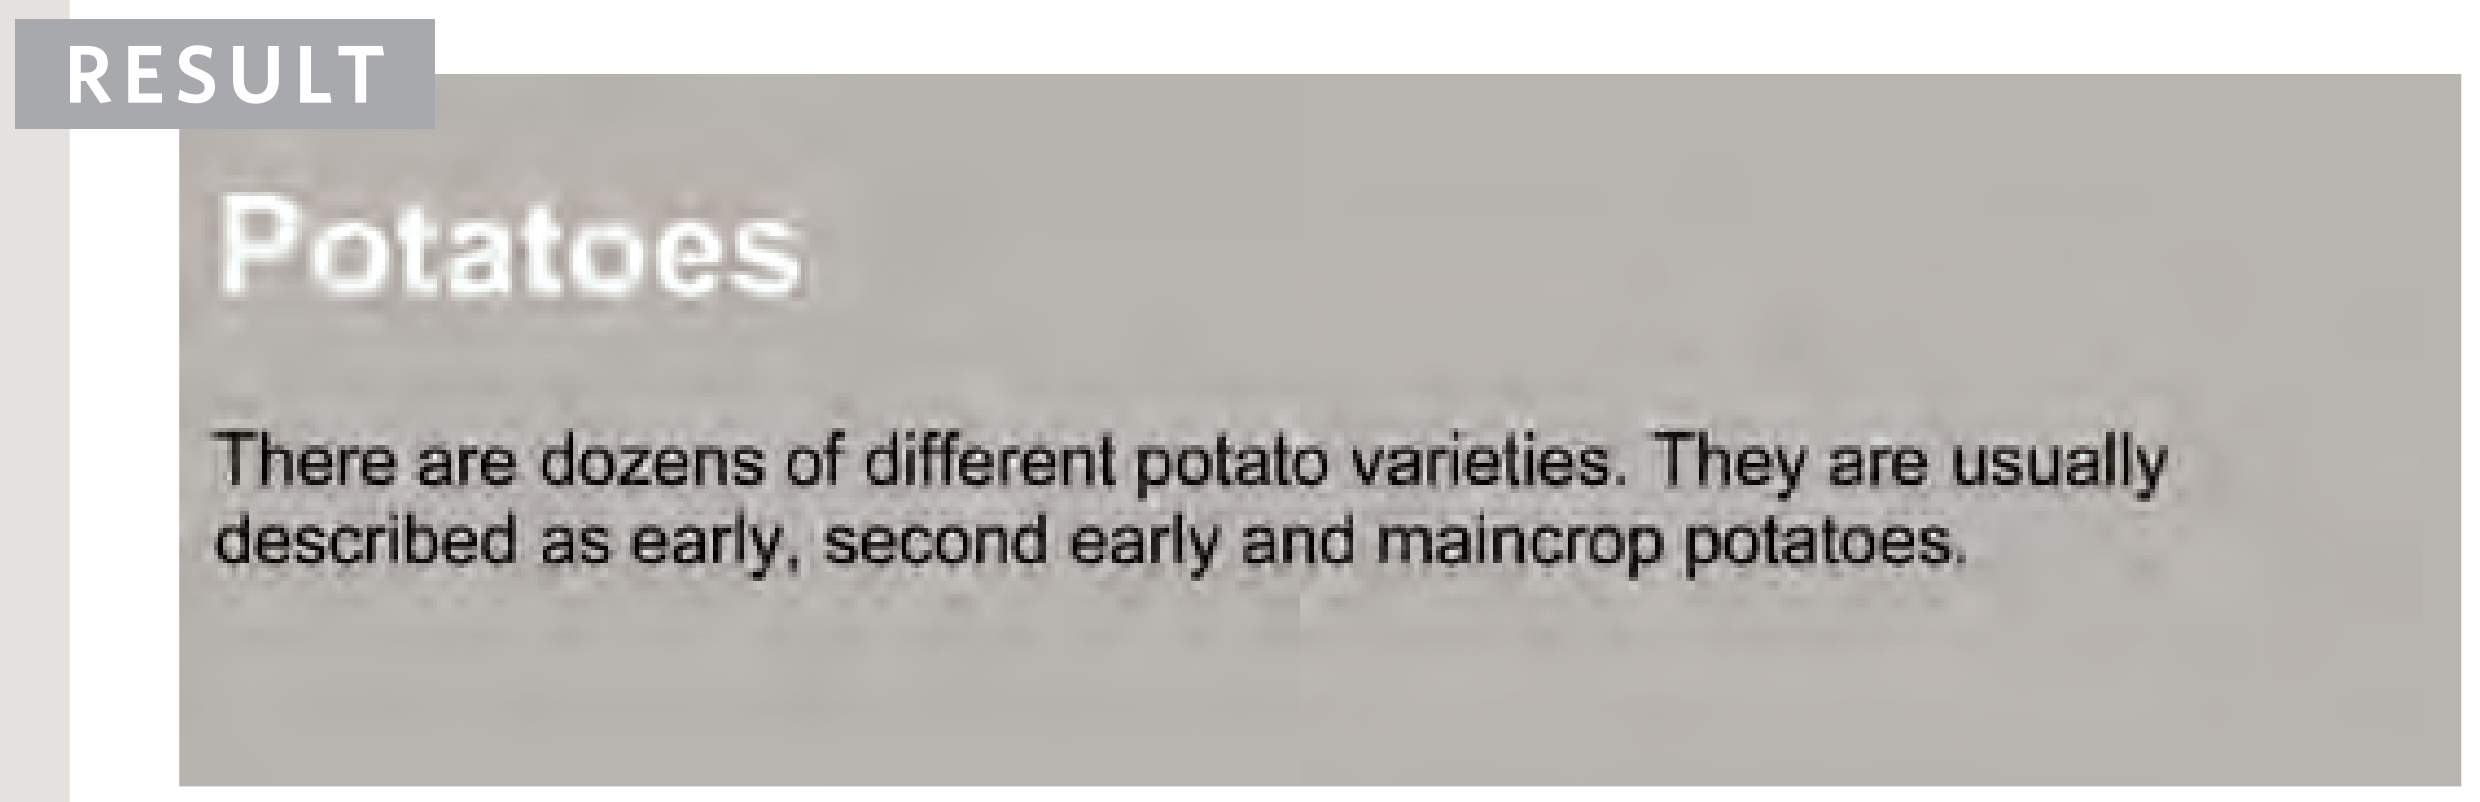 RESULT
Potatoes
There are dozens of different potato varieties. They are usually
described as early, second early and maincrop potatoes.